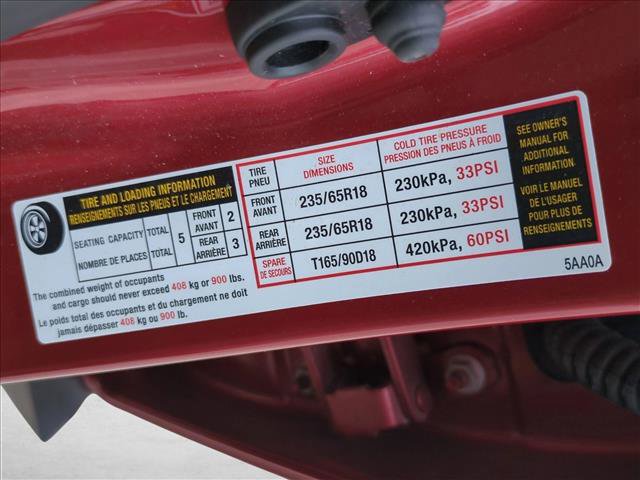 TIRE AND LOADING INFORMATION
RENSEIGNEMENTS SUR LES PNEUS ET LE CHARGEMENT
SEATING CAPACITY
NOMBRE DE PLACES
TOTAL
TOTAL
5
FRONT
AVANT
2
REAR
ARRIÈRE
3
The combined weight of occupants
and cargo should never exceed 408 kg or 900 lbs.
Le poids total des occupants et du chargement ne doit
jamais dépasser 408 kg ou 900 lb.
TIRE
PNEU
SIZE
DIMENSIONS
COLD TIRE PRESSURE
PRESSION DES PNEUS À FROID
FRONT
AVANT
235/65R18
230kPa, 33PSI
REAR
ARRIÈRE
235/65R18
230kPa, 33PSI
SPARE
DE SECOURS
T165/90D18
420kPa, 60PSI
SEE OWNER'S
MANUAL FOR
ADDITIONAL
INFORMATION
VOIR LE MANUEL
DE L'USAGER
POUR PLUS DE
RENSEIGNEMENTS
5AA0A